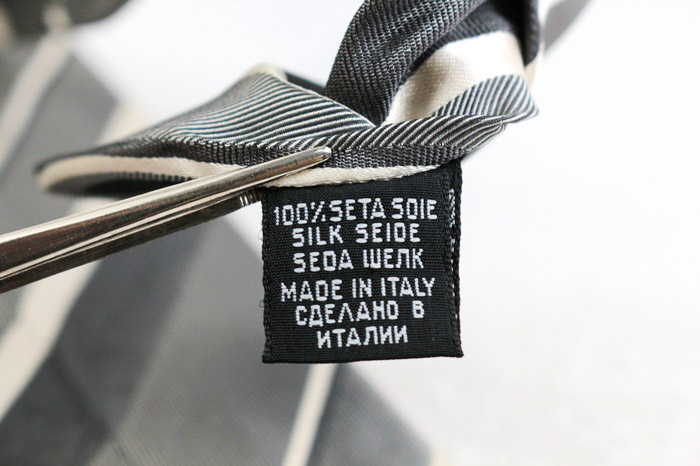 100% SETA SOIE
SILK SEIDE
SEDA ШЕЛК
MADE IN ITALY
СДЕЛАНО В
ИТАЛИИ